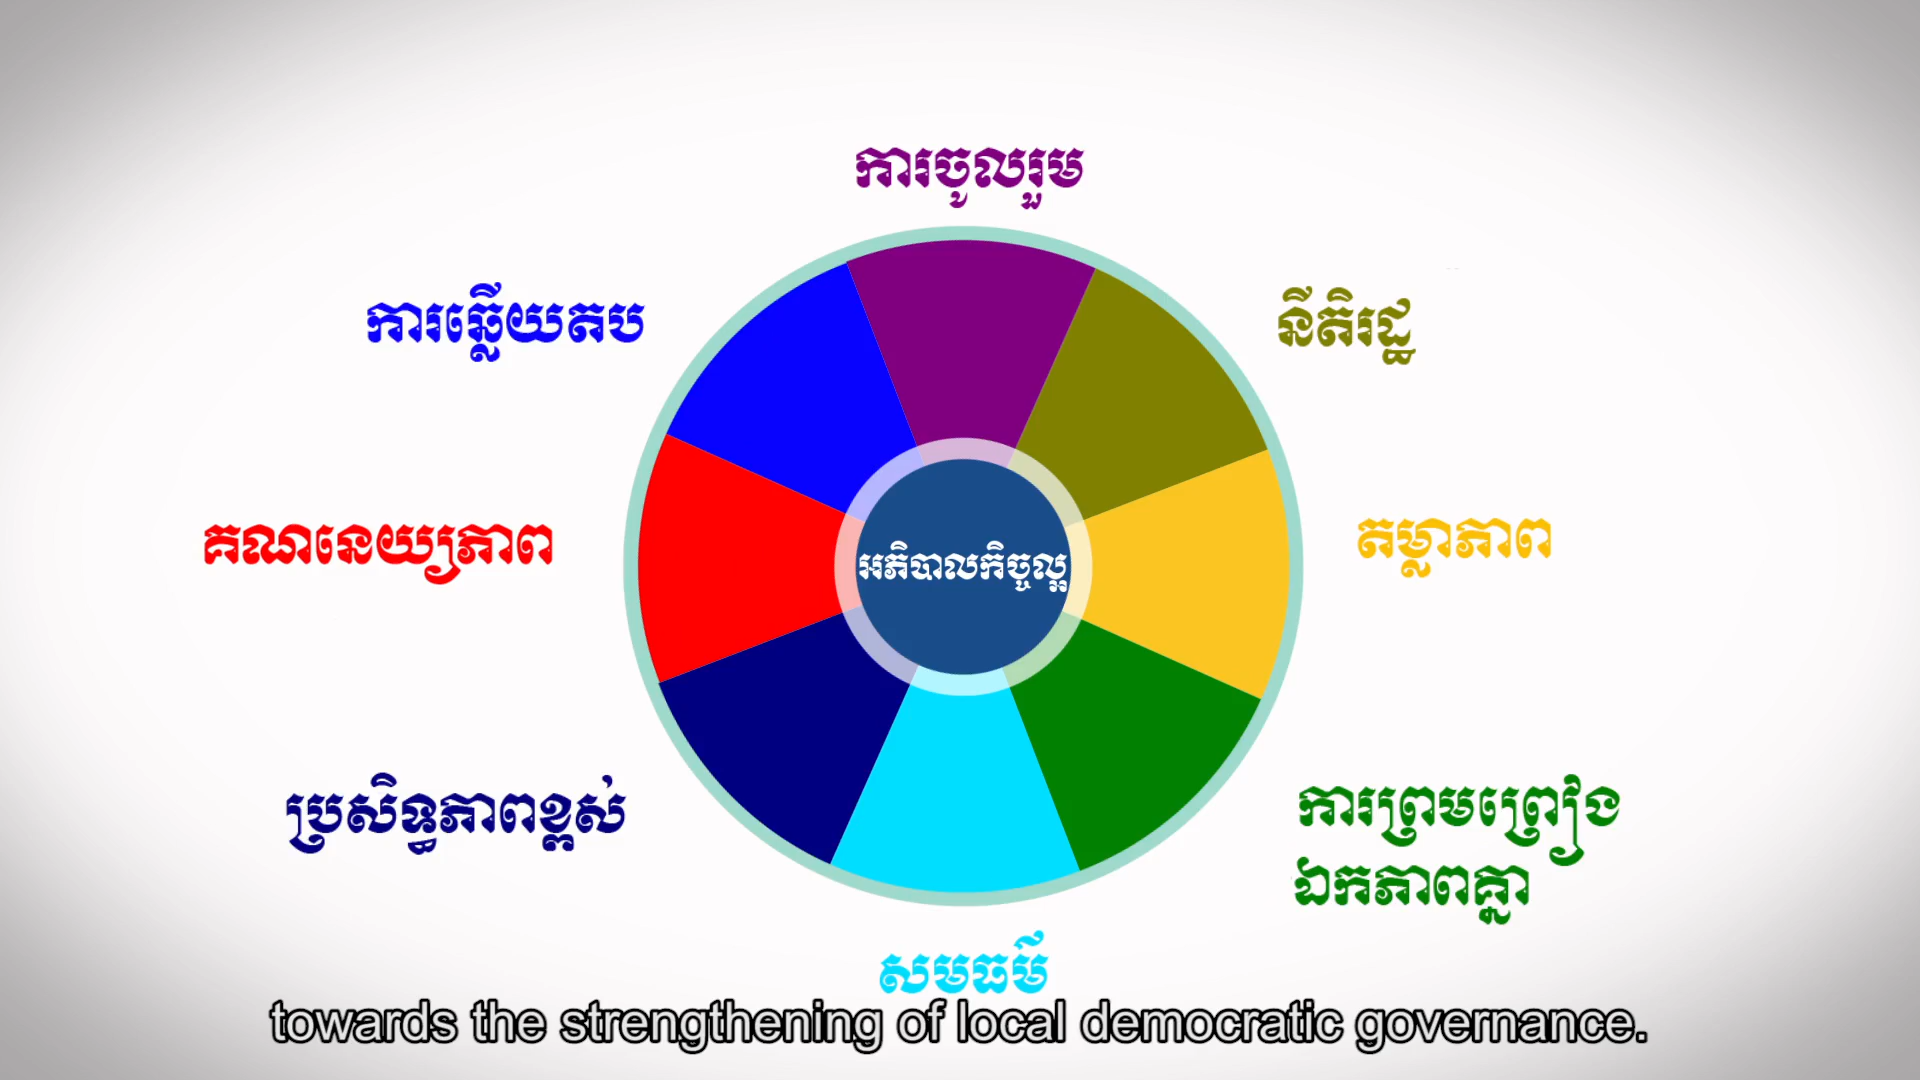 ការចូលរួម
ការឆ្លើយតប
នីតិរដ្ឋ
គណនេយ្យភាព
អភិបាលកិច្ចល្អ
តម្លាភាព
ប្រសិទ្ធភាពខ្ពស់
ការព្រមព្រៀង
ឯកភាពគ្នា
សមធម៌
towards the strengthening of local democratic governance.